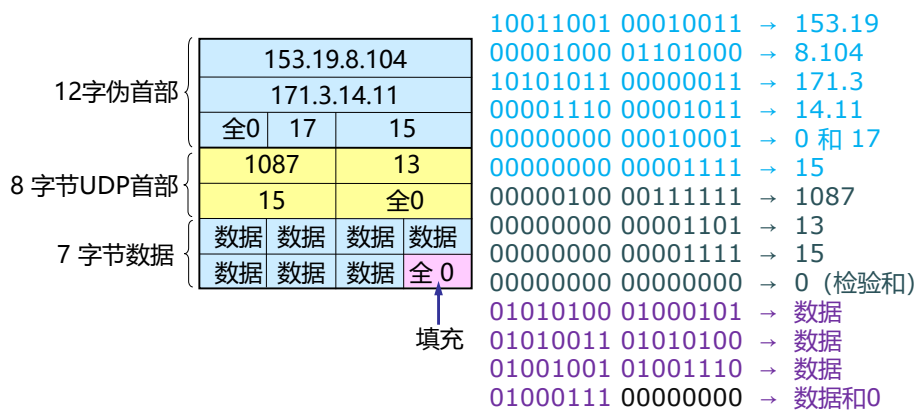 12字伪首部
153.19.8.104
171.3.14.11
全0 17 15
8 字节UDP首部
1087 13
15 全0
7 字节数据
数据 数据 数据 数据
数据 数据 数据 全 0
填充
10011001 00010011 → 153.19
00001000 01101000 → 8.104
10101011 00000011 → 171.3
00001110 00001011 → 14.11
00000000 00010001 → 0 和 17
00000000 00001111 → 15
00000100 00111111 → 1087
00000000 00001101 → 13
00000000 00001111 → 15
00000000 00000000 → 0 (检验和)
01010100 01000101 → 数据
01010011 01010100 → 数据
01001001 01001110 → 数据
01000111 00000000 → 数据和0